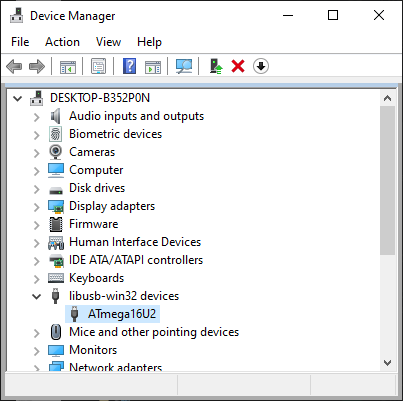 Device Manager
File Action View Help
DESKTOP-B352P0N
Audio inputs and outputs
Biometric devices
Cameras
Computer
Disk drives
Display adapters
Firmware
Human Interface Devices
IDE ATA/ATAPI controllers
Keyboards
libusb-win32 devices
ATmega16U2
Mice and other pointing devices
Monitors
Network adapters